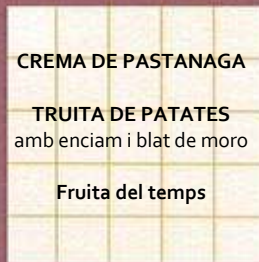 CREMA DE PASTANAGA
TRUITA DE PATATES
amb enciam i blat de moro
Fruita del temps